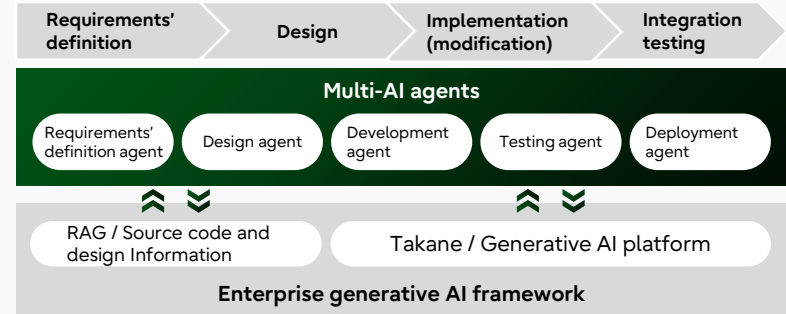 Requirements'
definition
Design
Implementation
(modification)
Integration
testing
Multi-AI agents
Requirements'
definition agent
Design agent
Development
agent
Testing agent
Deployment
agent
RAG / Source code and
design Information
Takane / Generative AI platform
Enterprise generative AI framework